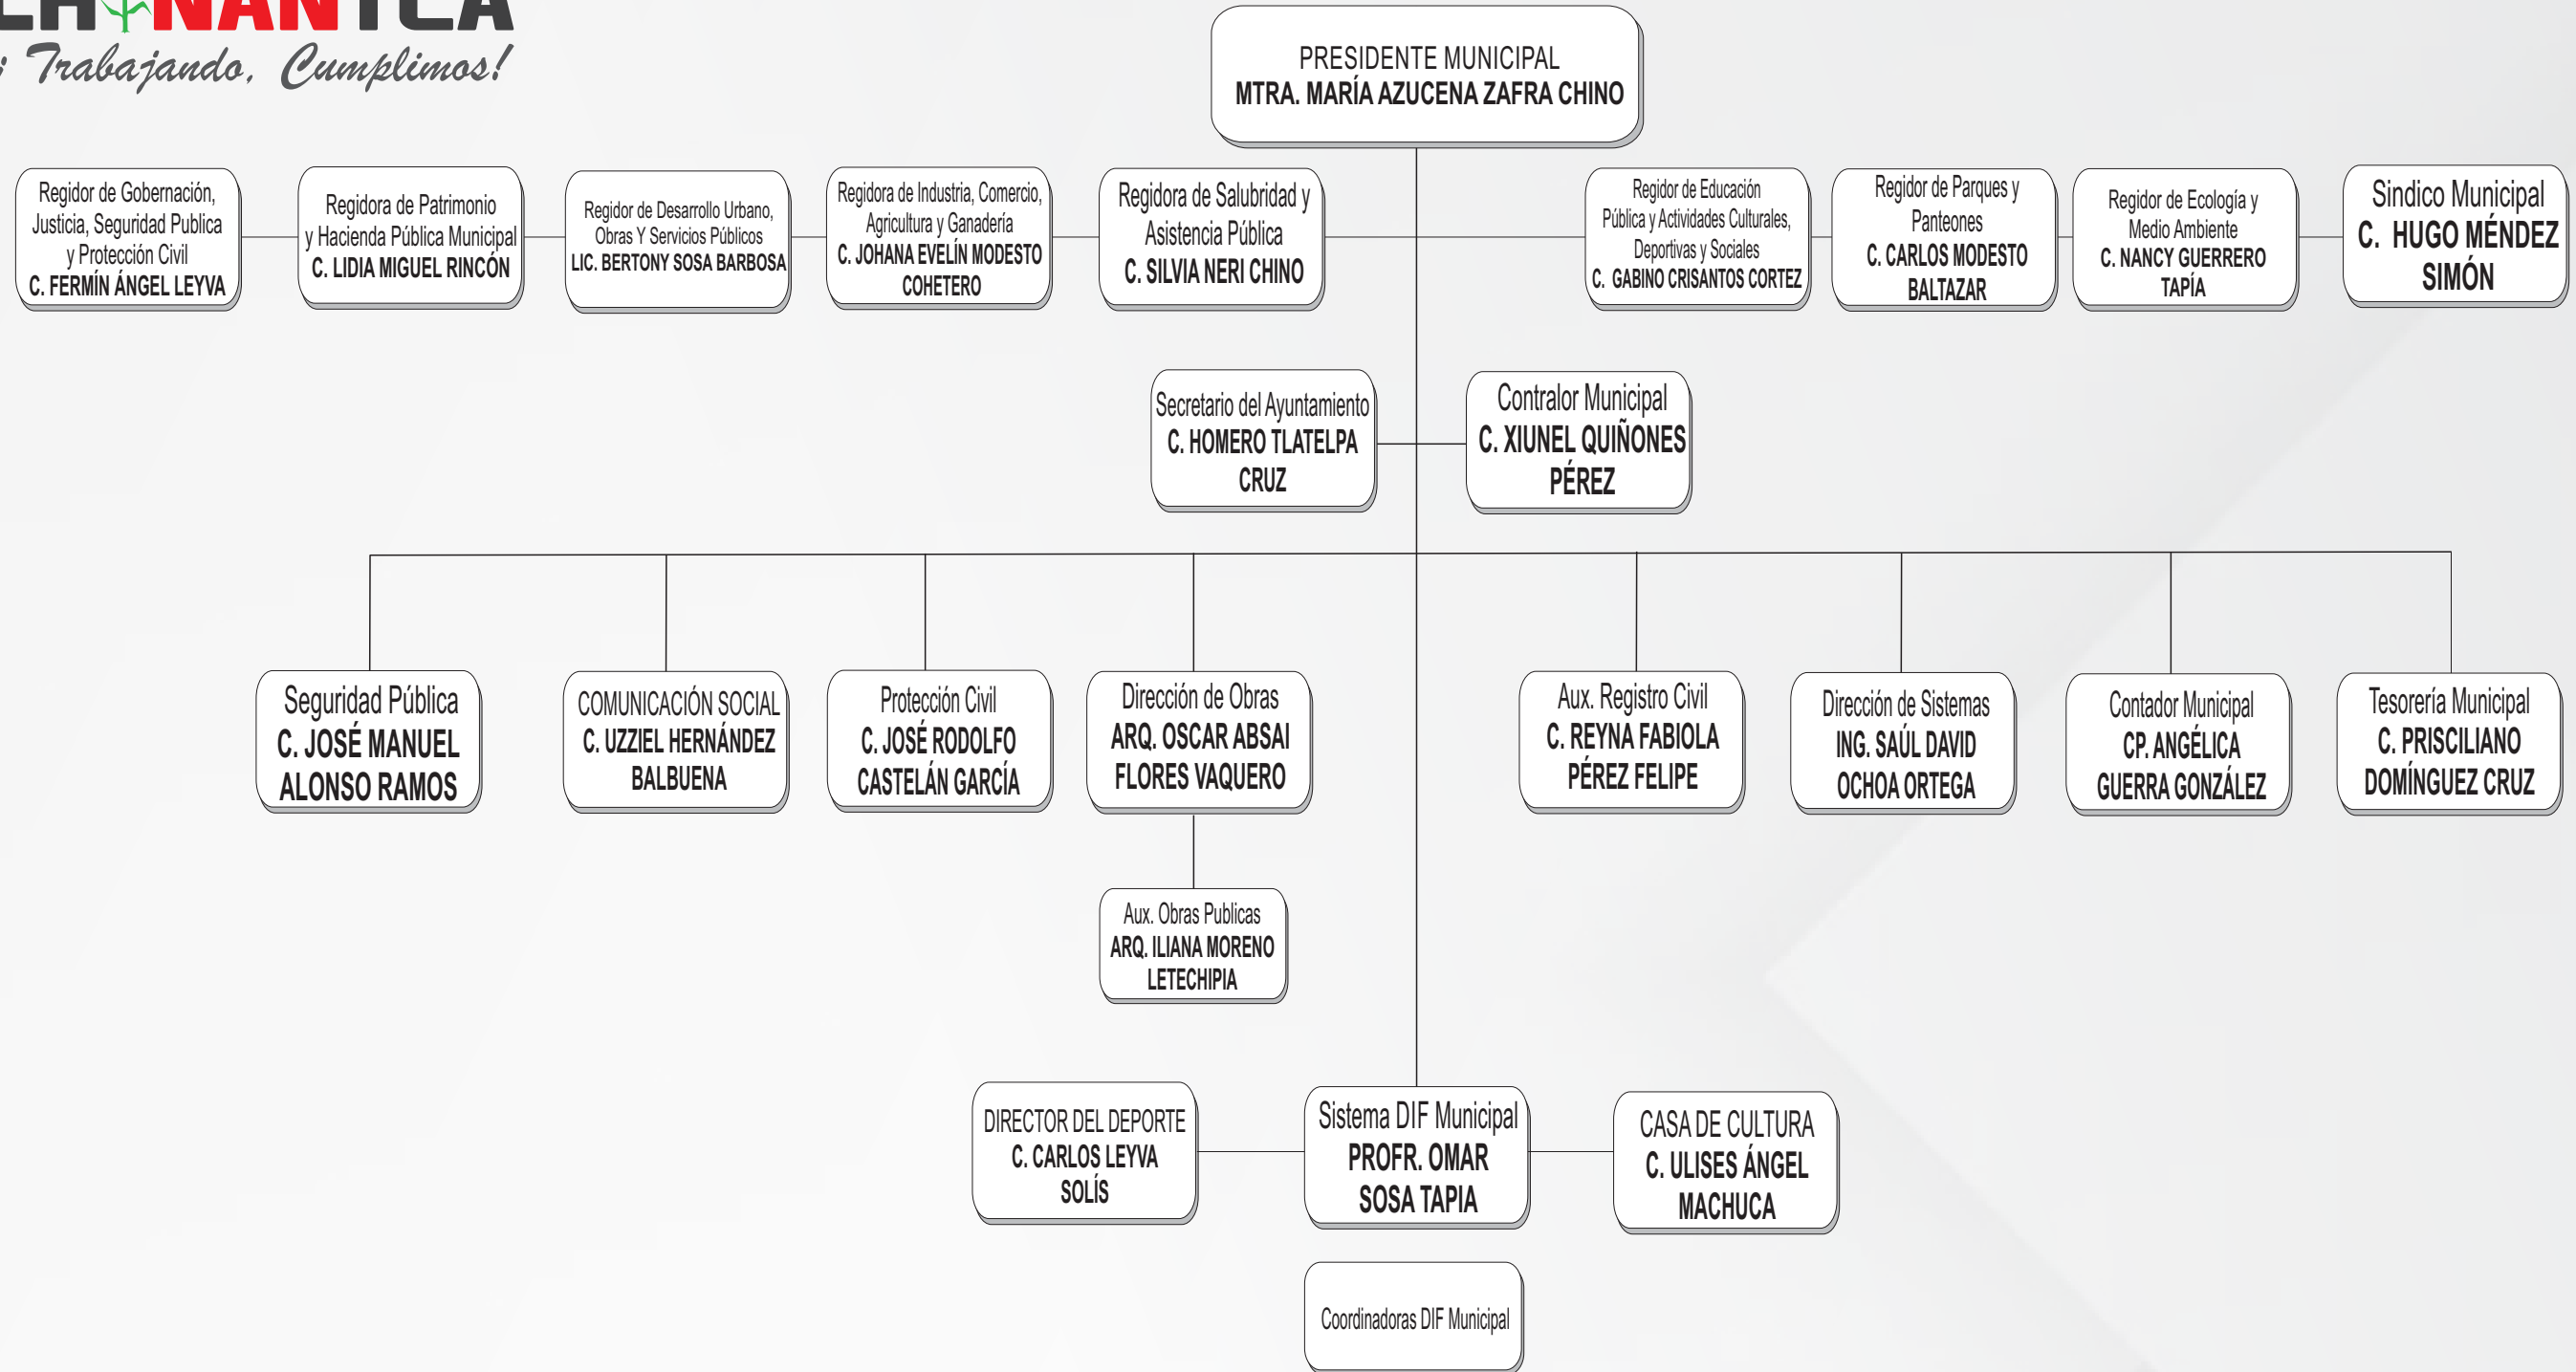 ¡ Trabajando, Cumplimos!
PRESIDENTE MUNICIPAL
MTRA. MARÍA AZUCENA ZAFRA CHINO
Regidor de Gobernación,
Justicia, Seguridad Publica
y Protección Civil
C. FERMÍN ÁNGEL LEYVA
Regidora de Patrimonio
y Hacienda Pública Municipal
C. LIDIA MIGUEL RINCÓN
Regidor de Desarrollo Urbano,
Obras Y Servicios Públicos
LIC. BERTONY SOSA BARBOSA
Regidora de Industria, Comercio,
Agricultura y Ganadería
C. JOHANA EVELÍN MODESTO
COHETERO
Regidora de Salubridad y
Asistencia Pública
C. SILVIA NERI CHINO
Regidor de Educación
Pública y Actividades Culturales,
Deportivas y Sociales
C. GABINO CRISANTOS CORTEZ
Regidor de Parques y
Panteones
C. CARLOS MODESTO
BALTAZAR
Regidor de Ecología y
Medio Ambiente
C. NANCY GUERRERO
TAPÍA
Sindico Municipal
C. HUGO MÉNDEZ
SIMÓN
Secretario del Ayuntamiento
C. HOMERO TLATELPA
CRUZ
Contralor Municipal
C. XIUNEL QUIÑONES
PÉREZ
Seguridad Pública
C. JOSÉ MANUEL
ALONSO RAMOS
COMUNICACIÓN SOCIAL
C. UZZIEL HERNÁNDEZ
BALBUENA
Protección Civil
C. JOSÉ RODOLFO
CASTELÁN GARCÍA
Dirección de Obras
ARQ. OSCAR ABSAI
FLORES VAQUERO
Aux. Registro Civil
C. REYNA FABIOLA
PÉREZ FELIPE
Dirección de Sistemas
ING. SAÚL DAVID
OCHOA ORTEGA
Contador Municipal
CP. ANGÉLICA
GUERRA GONZÁLEZ
Tesorería Municipal
C. PRISCILIANO
DOMÍNGUEZ CRUZ
Aux. Obras Publicas
ARQ. ILIANA MORENO
LETECHIPIA
DIRECTOR DEL DEPORTE
C. CARLOS LEYVA
SOLÍS
Sistema DIF Municipal
PROFR. OMAR
SOSA TAPIA
CASA DE CULTURA
C. ULISES ÁNGEL
MACHUCA
Coordinadoras DIF Municipal